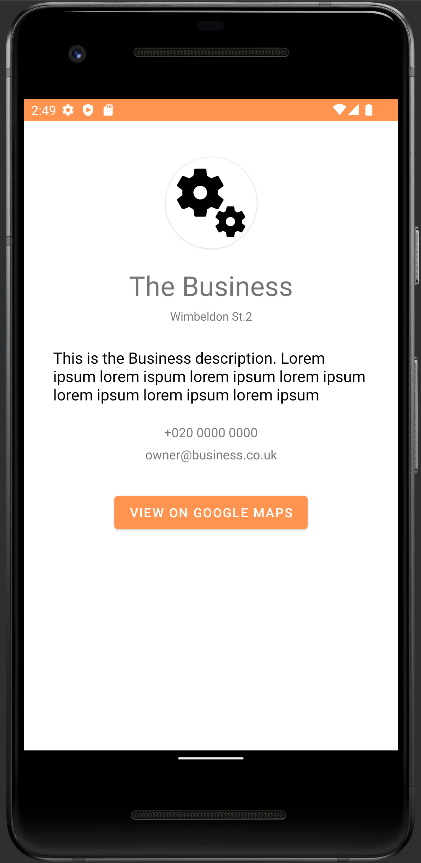 2:49
The Business
Wimbeldon St.2
This is the Business description. Lorem
ipsum lorem ispum lorem ipsum lorem ipsum
lorem ipsum lorem ipsum lorem ipsum
+020 0000 0000
owner@business.co.uk
VIEW ON GOOGLE MAPS